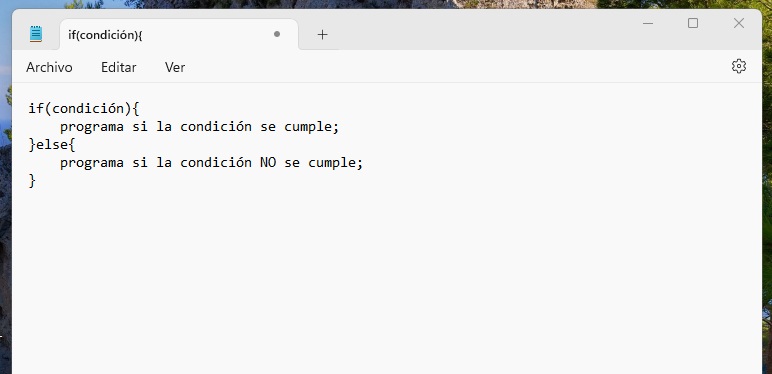 if(condición){
Archivo Editar Ver
if(condición){
    programa si la condición se cumple;
}else{
    programa si la condición NO se cumple;
}